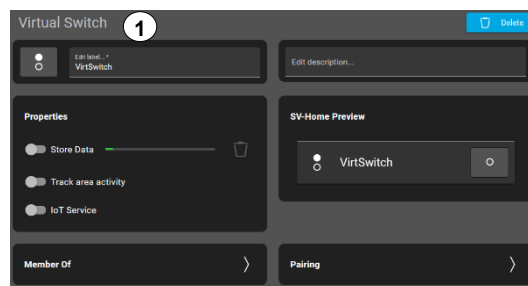 Virtual Switch
1
Delete
Edit label... *
VirtSwitch
Edit description...
Properties
Store Data
Track area activity
IoT Service
SV-Home Preview
VirtSwitch
Member Of
Pairing